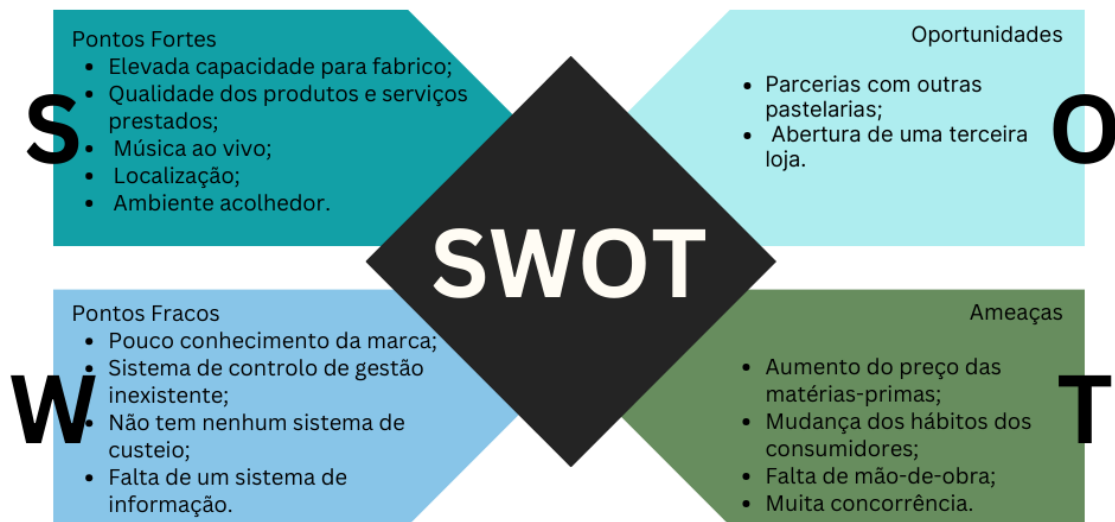 Pontos Fortes
• Elevada capacidade para fabrico;
• Qualidade dos produtos e serviços
prestados;
• Música ao vivo;
• Localização;
• Ambiente acolhedor.
S
Oportunidades
• Parcerias com outras
pastelarias;
• Abertura de uma terceira
loja.
O
SWOT
Pontos Fracos
• Pouco conhecimento da marca;
• Sistema de controlo de gestão
inexistente;
• Não tem nenhum sistema de
custeio;
• Falta de um sistema de
informação.
W
Ameaças
• Aumento do preço das
matérias-primas;
• Mudança dos hábitos dos
consumidores;
• Falta de mão-de-obra;
• Muita concorrência.
T